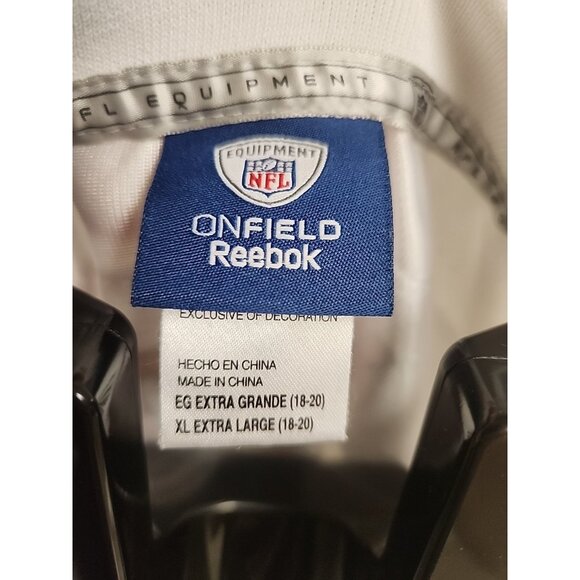 FL EQUIPMENT
EQUIPMENT
NFL
ONFIELD
Reebok
EXCLUSIVE OF DECORATION
HECHO EN CHINA
MADE IN CHINA
EG EXTRA GRANDE (18-20)
XL EXTRA LARGE (18-20)